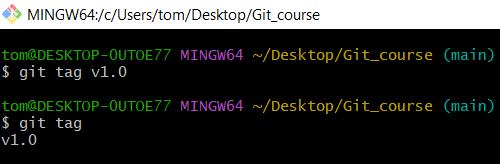 MINGW64:/c/Users/tom/Desktop/Git_course
tom@DESKTOP-OUTOE77 MINGW64 ~/Desktop/Git_course (main)
$ git tag v1.0
tom@DESKTOP-OUTOE77 MINGW64 ~/Desktop/Git_course (main)
$ git tag
v1.0